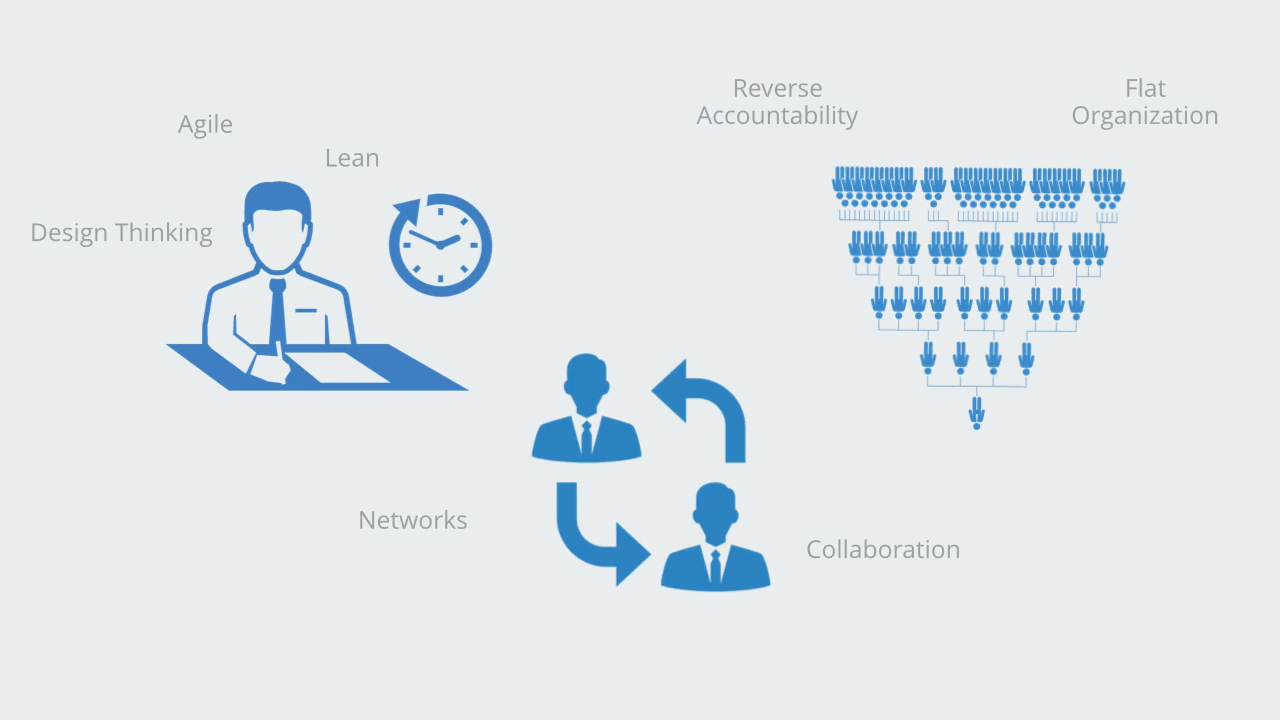 Agile
Lean
Design Thinking
Reverse
Accountability
Flat
Organization
Networks
Collaboration